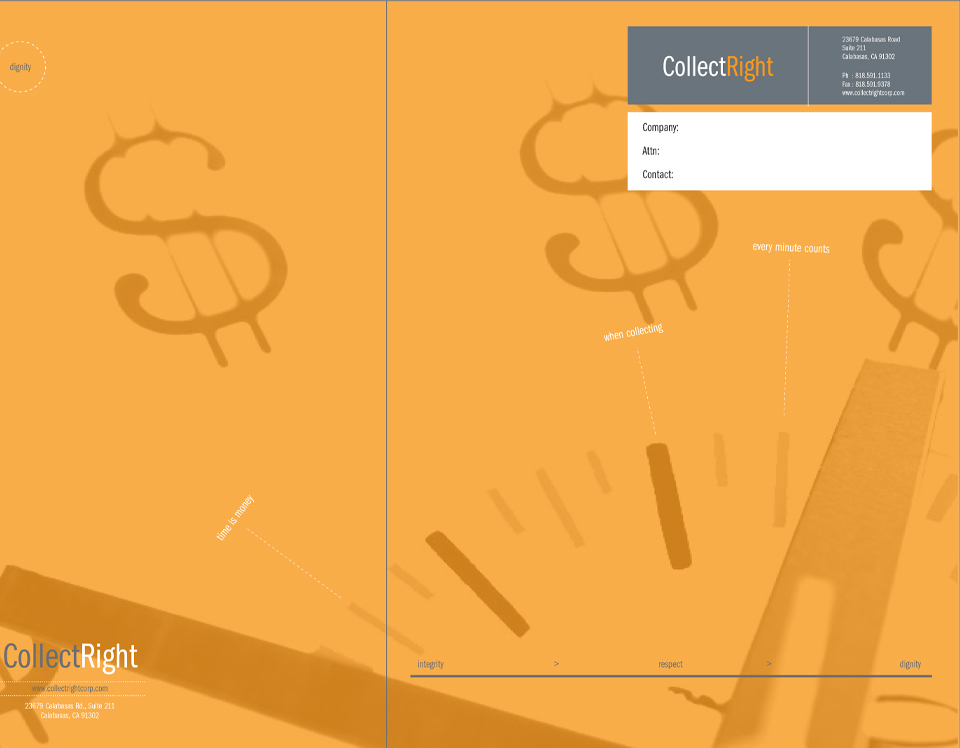 dignity
time is money
CollectRight
www.collectrightcorp.com
23679 Calabasas Rd., Suite 211
Calabasas, CA 91302
CollectRight
23679 Calabasas Road
Suite 211
Calabasas, CA 91302
Ph : 818.591.1133
Fax : 818.591.9378
www.collectrightcorp.com
Company:
Attn:
Contact:
every minute counts
when collecting
integrity > respect > dignity